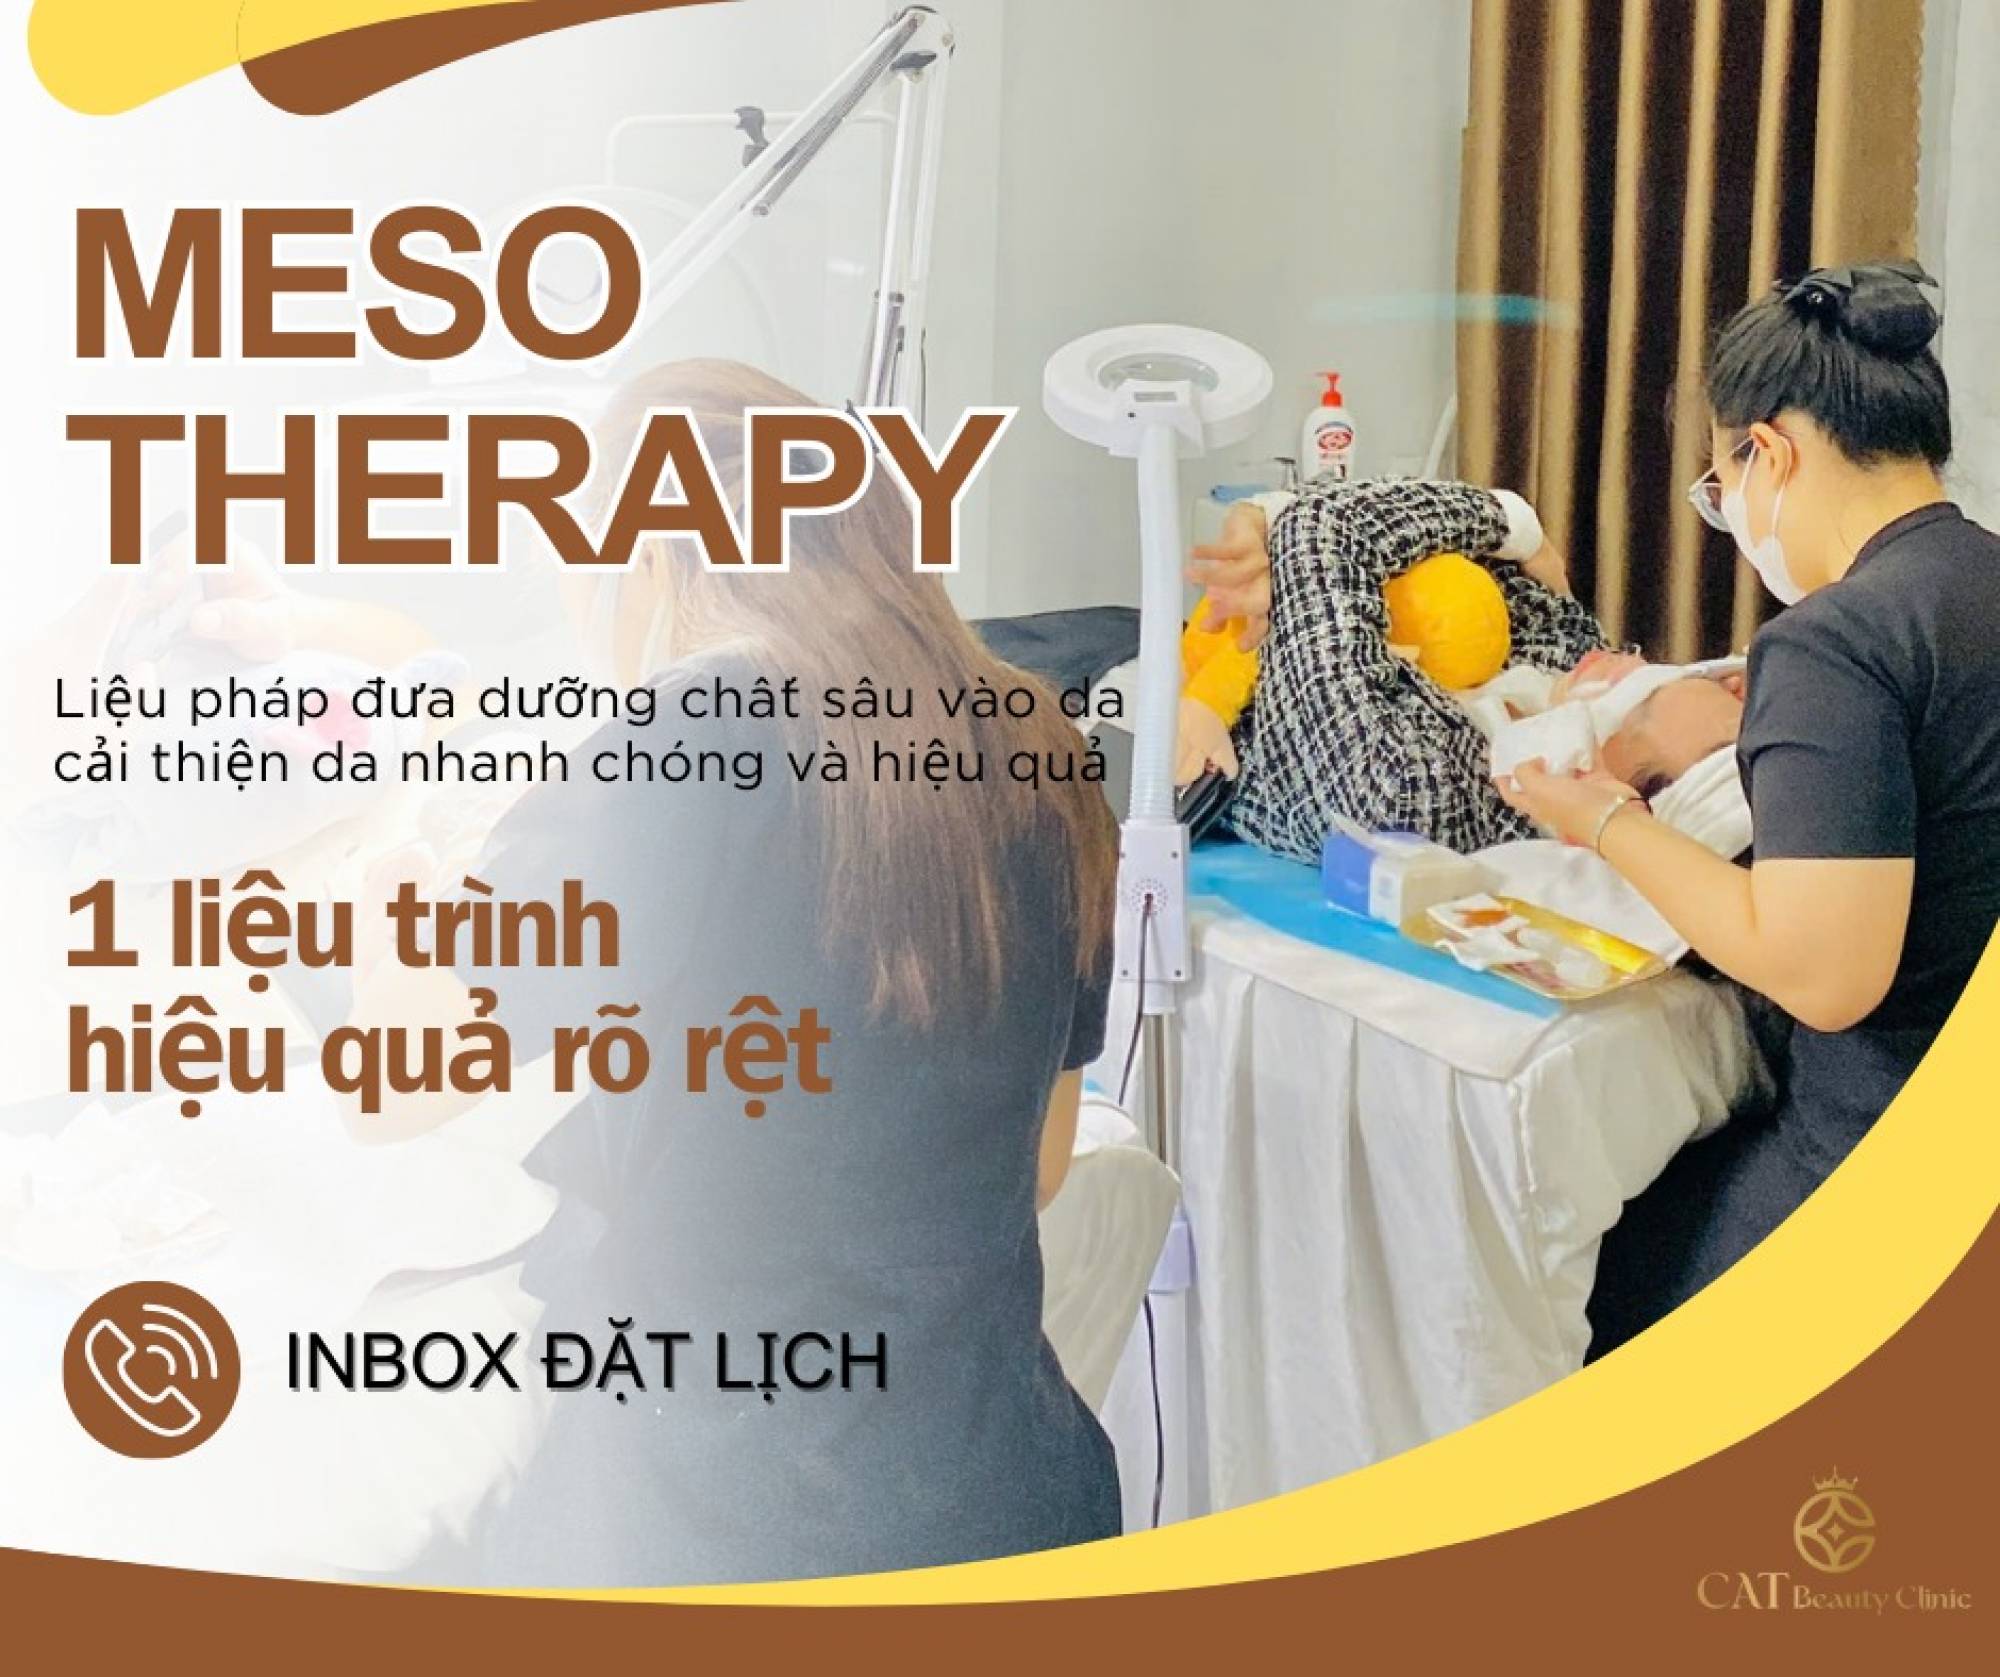 MESO
THERAPY
Liệu pháp đưa dưỡng chất sâu vào da
cải thiện da nhanh chóng và hiệu quả
1 liệu trình
hiệu quả rõ rệt
INBOX ĐẶT LỊCH
CAT Beauty Clinic